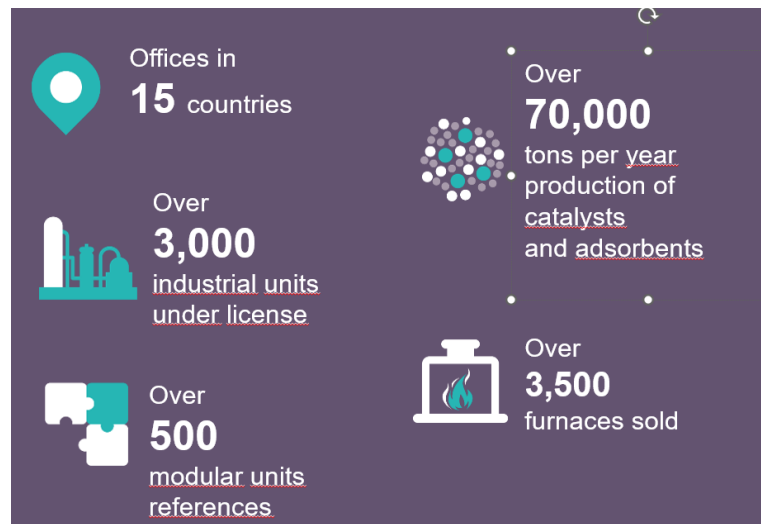 Offices in
15 countries
Over
3,000
industrial units
under license
Over
500
modular units
references
Over
70,000
tons per year
production of
catalysts
and adsorbents
Over
3,500
furnaces sold